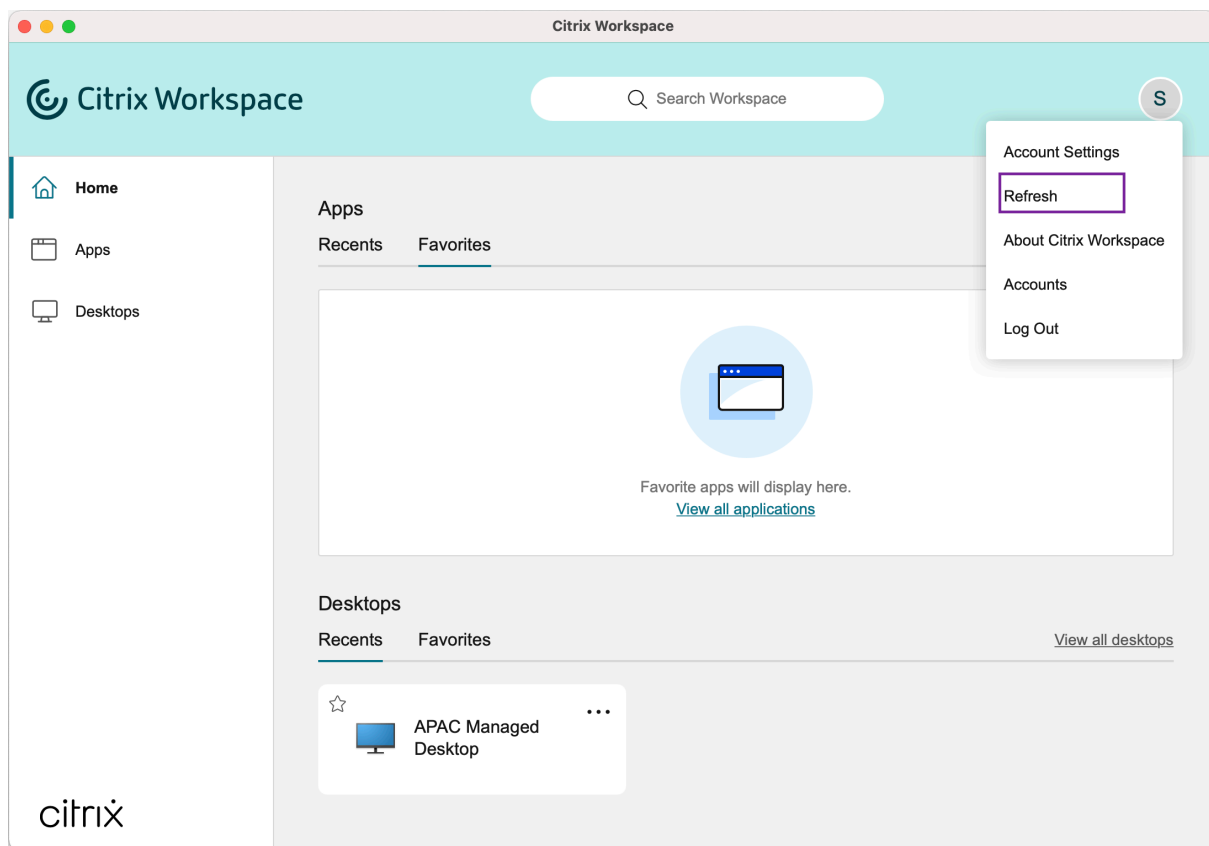 Citrix Workspace
Citrix Workspace
Search Workspace
S
Account Settings
Refresh
About Citrix Workspace
Accounts
Log Out
Home
Apps
Desktops
Apps
Recents Favorites
Favorite apps will display here.
View all applications
Desktops
Recents Favorites
View all desktops
APAC Managed
Desktop
citrix